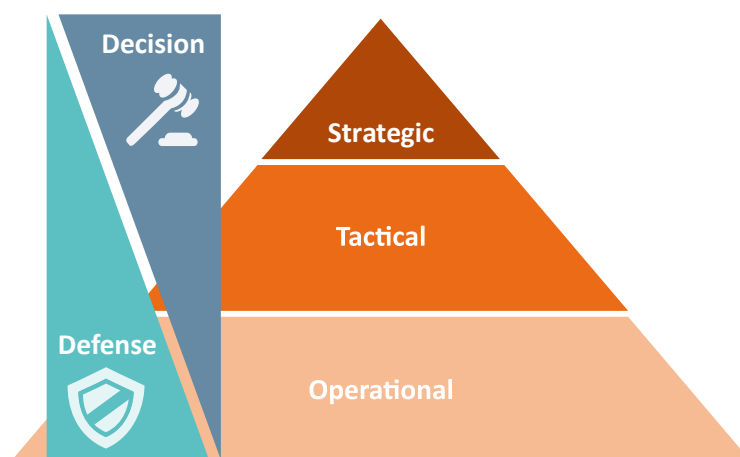 Decision
Strategic
Tactical
Defense
Operational